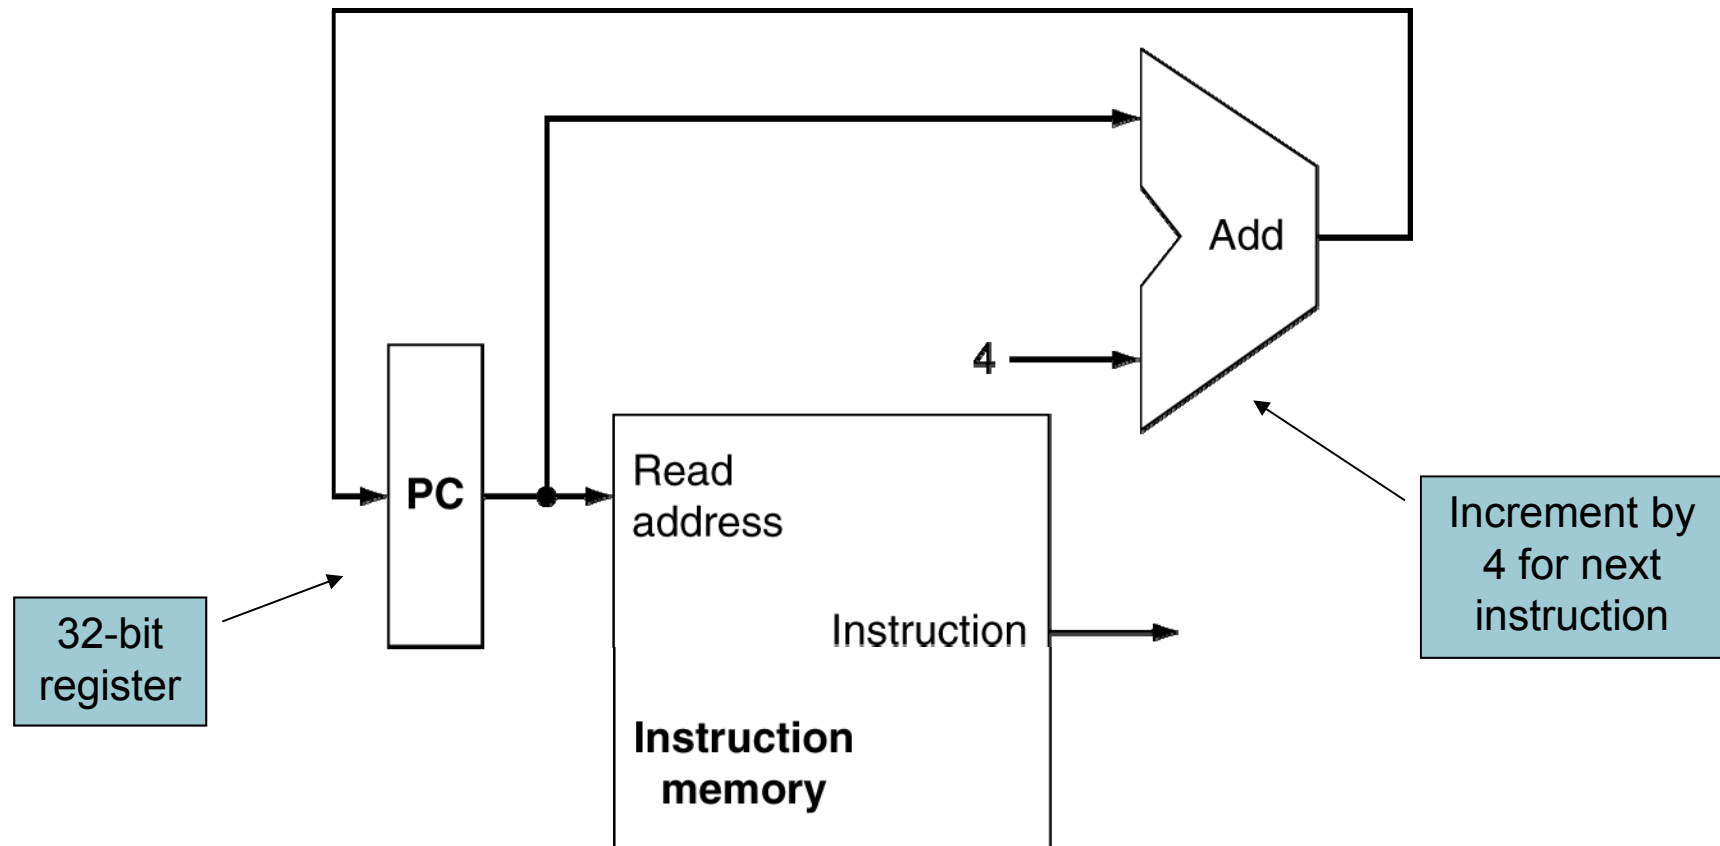 Add
4
PC
Read
address
Instruction
Instruction
memory
32-bit
register
Increment by
4 for next
instruction